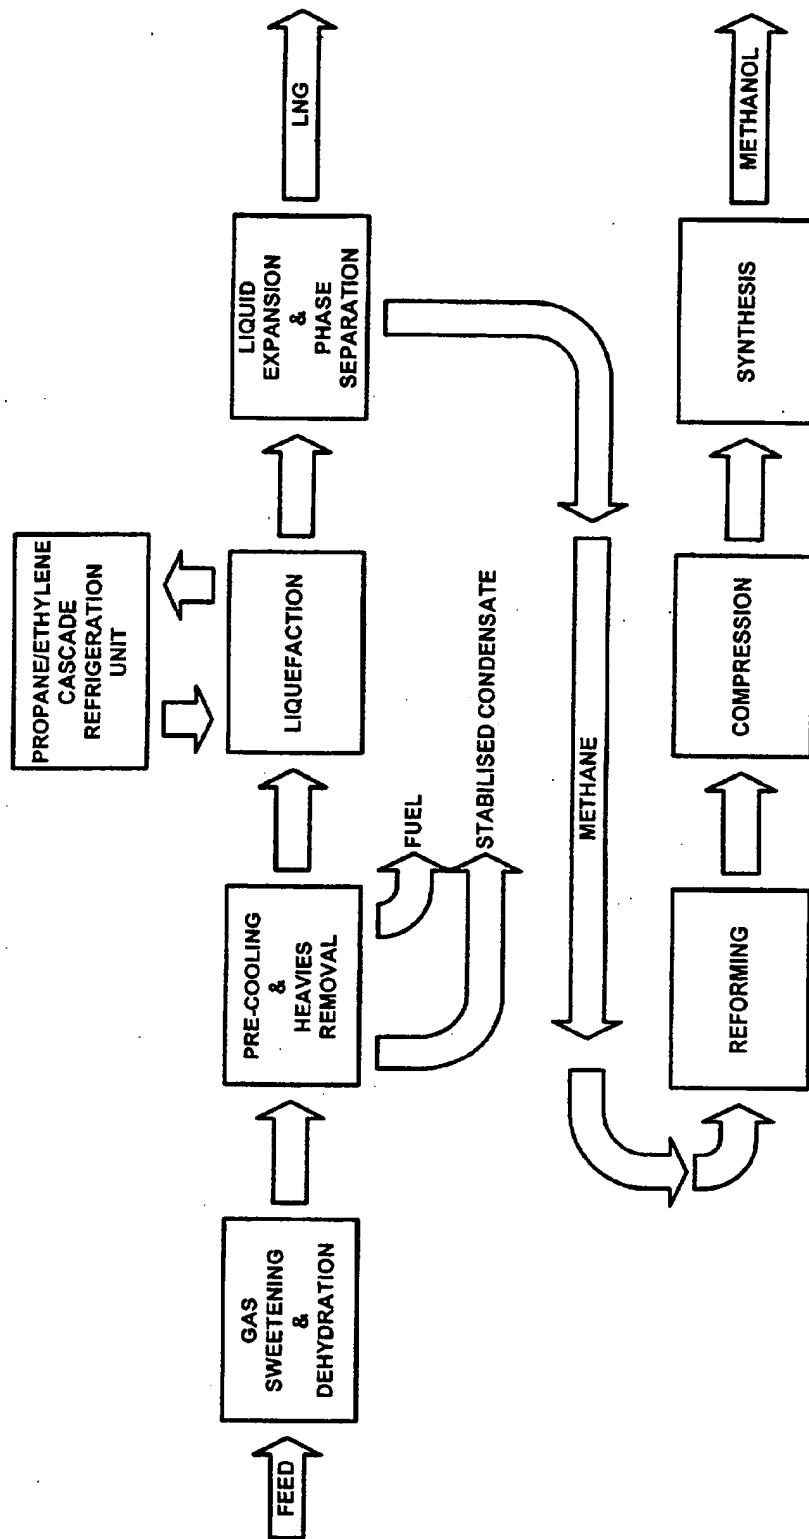 FEED
GAS
SWEETENING
&
DEHYDRATION
PRE-COOLING
&
HEAVIES
REMOVAL
FUEL
STABILISED CONDENSATE
PROPANE/ETHYLENE
CASCADE
REFRIGERATION
UNIT
LIQUEFACTION
LIQUID
EXPANSION
&
PHASE
SEPARATION
LNG
METHANE
REFORMING
COMPRESSION
SYNTHESIS
METHANOL